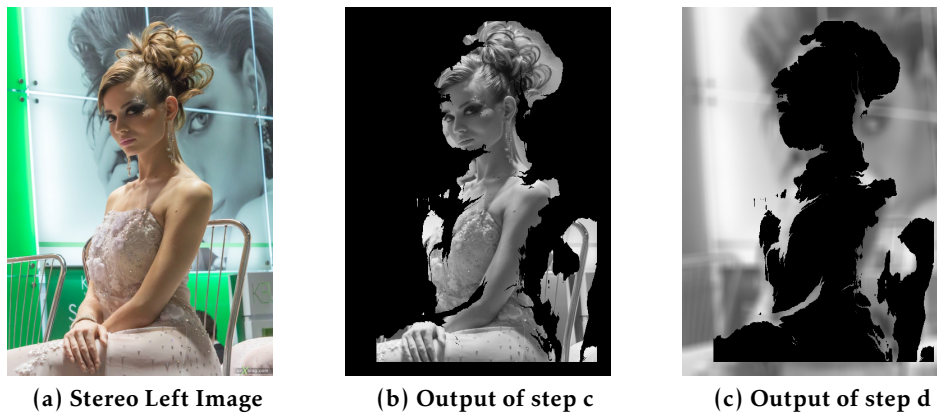 (a) Stereo Left Image
(b) Output of step c
(c) Output of step d